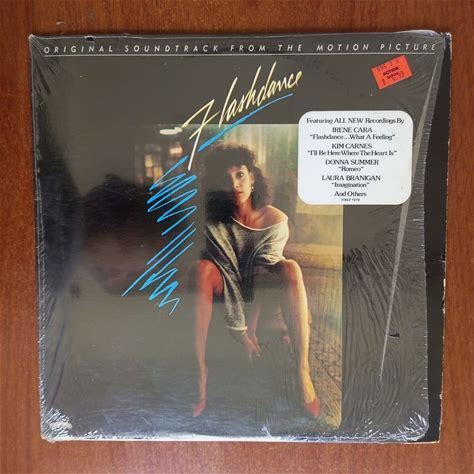 ORIGINAL SOUNDTRACK FROM THE MOTION PICTURE
Flashdance
Featuring ALL NEW Recordings By
IRENE CARA
"Flashdance...What A Feeling"
KIM CARNES
"I'll Be Here Where The Heart Is"
DONNA SUMMER
"Romeo"
LAURA BRANIGAN
"Imagination"
And Others